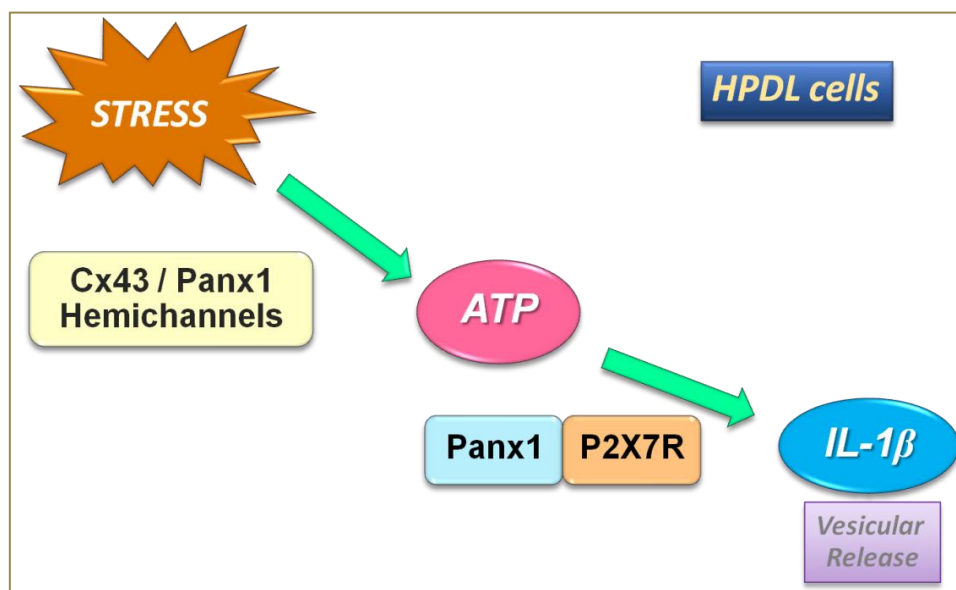 STRESS
HPDL cells
Cx43 / Panx1
Hemichannels
ATP
Panx1
P2X7R
IL-1β
Vesicular
Release